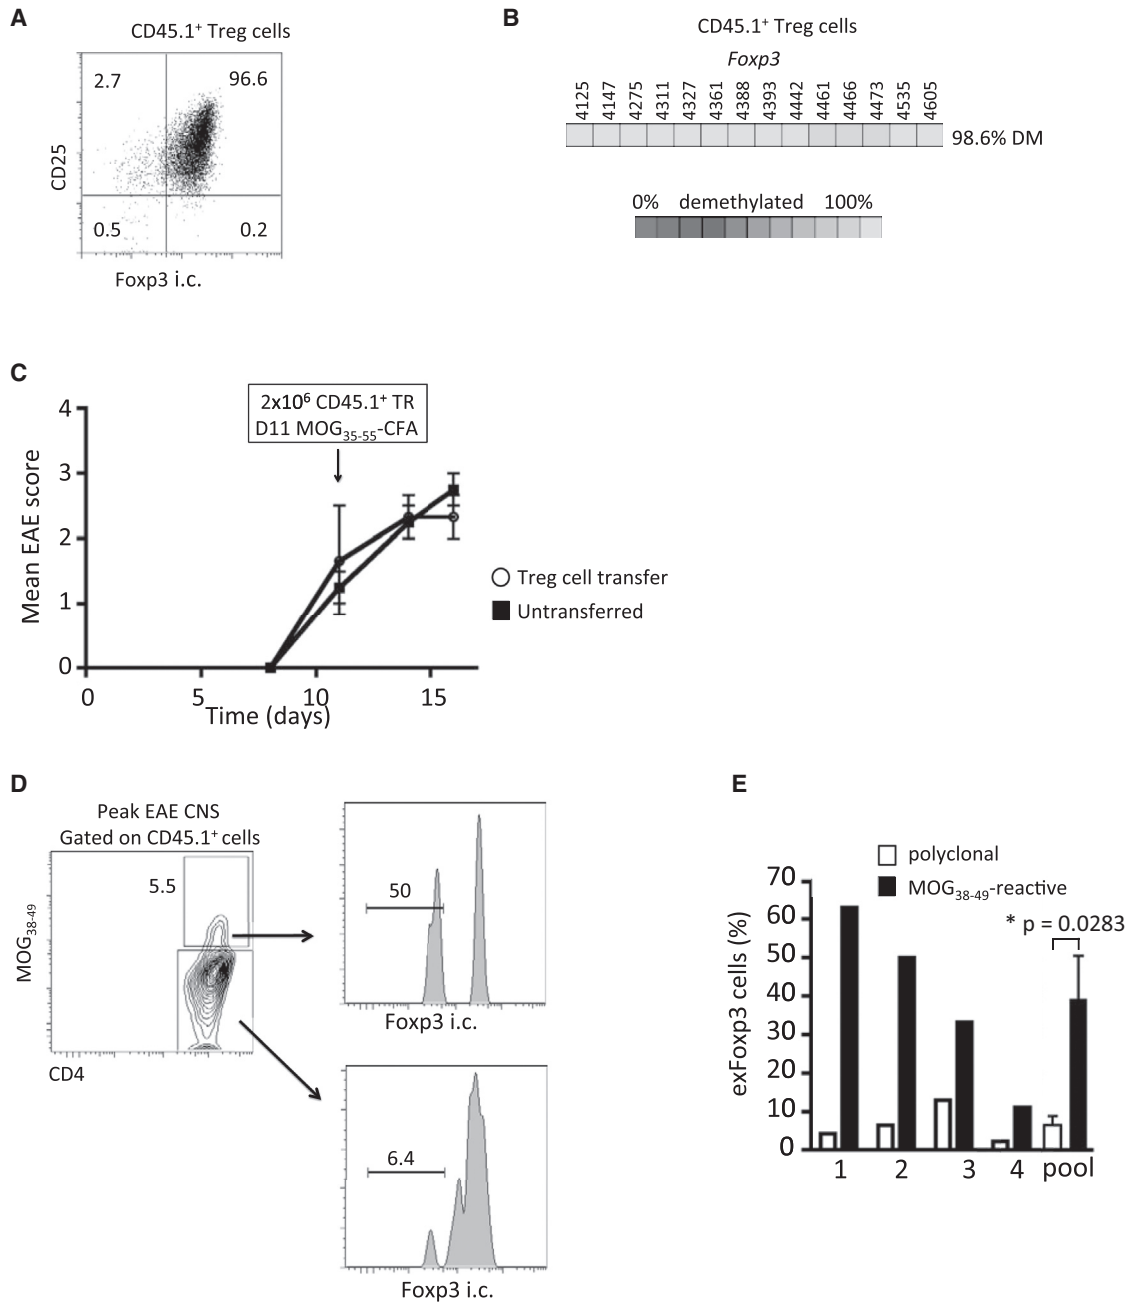 A
CD45.1⁺ Treg cells
2.7
96.6
0.5
0.2
CD25
Foxp3 i.c.
B
CD45.1⁺ Treg cells
Foxp3
4125 4147 4275 4311 4327 4361 4388 4393 4442 4461 4466 4473 4535 4605
98.6% DM
0% demethylated 100%
C
2x10⁶ CD45.1⁺ TR
D11 MOG₃₅₋₅₅-CFA
Mean EAE score
4
3
2
1
0
0 5 10 15
Time (days)
Treg cell transfer
Untransferred
D
Peak EAE CNS
Gated on CD45.1⁺ cells
5.5
MOG₃₈₋₄₉
CD4
50
Foxp3 i.c.
6.4
Foxp3 i.c.
E
polyclonal
MOG₃₈₋₄₉-reactive
* p = 0.0283
exFoxp3 cells (%)
70
60
50
40
30
20
10
0
1 2 3 4 pool